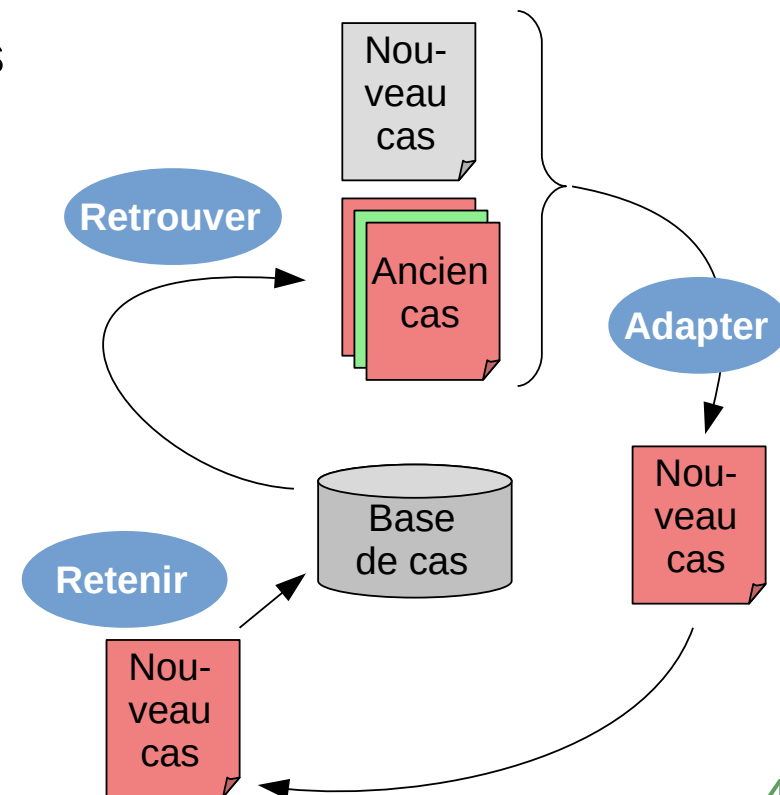 s
Nou-
veau
cas
Retrouver
Ancien
cas
Adapter
Nou-
veau
cas
Base
de cas
Retenir
Nou-
veau
cas